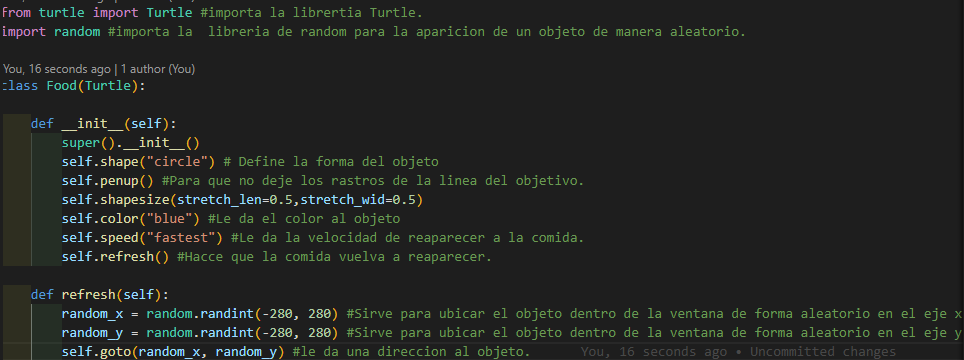 from turtle import Turtle #importa la librertia Turtle.
import random #importa la  libreria de random para la aparicion de un objeto de manera aleatorio.
You, 16 seconds ago | 1 author (You)
class Food(Turtle):
def __init__(self):
super().__init__()
self.shape("circle") # Define la forma del objeto
self.penup() #Para que no deje los rastros de la linea del objetivo.
self.shapesize(stretch_len=0.5,stretch_wid=0.5)
self.color("blue") #Le da el color al objeto
self.speed("fastest") #Le da la velocidad de reaparecer a la comida.
self.refresh() #Hacce que la comida vuelva a reaparecer.
def refresh(self):
random_x = random.randint(-280, 280) #Sirve para ubicar el objeto dentro de la ventana de forma aleatorio en el eje x
random_y = random.randint(-280, 280) #Sirve para ubicar el objeto dentro de la ventana de forma aleatorio en el eje y
self.goto(random_x, random_y) #le da una direccion al objeto. You, 16 seconds ago • Uncommitted changes